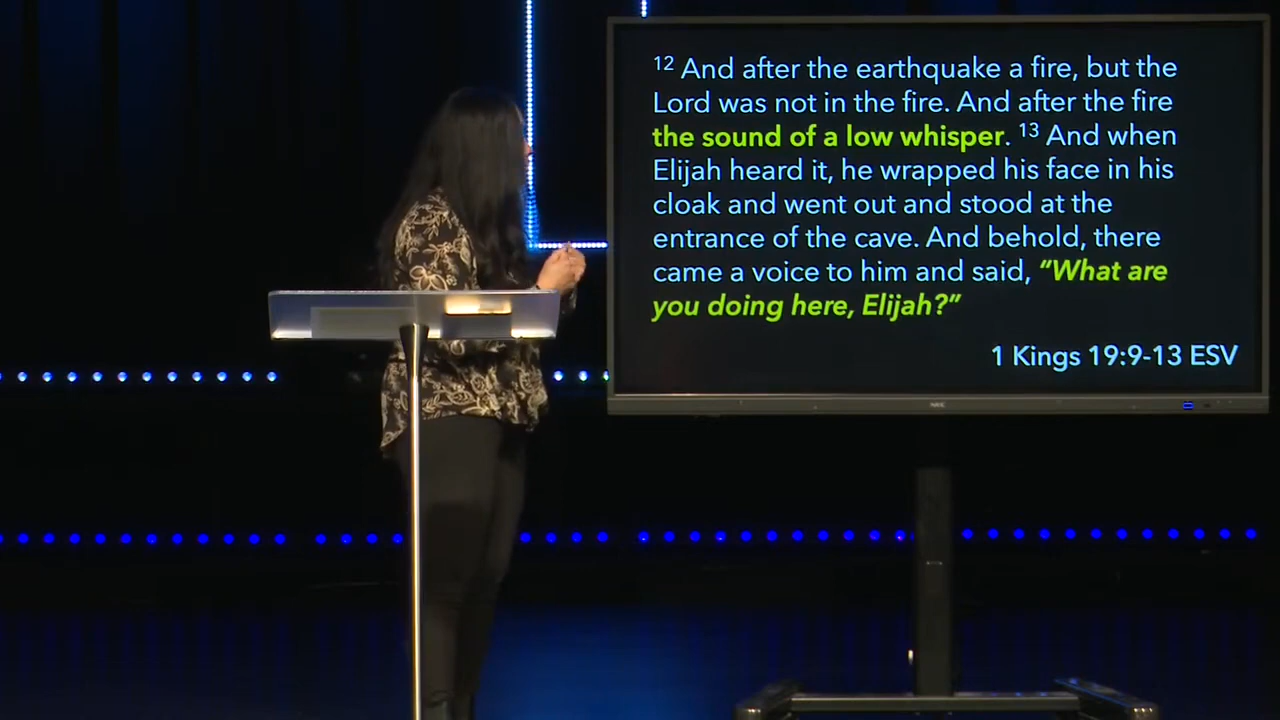 12 And after the earthquake a fire, but the
Lord was not in the fire. And after the fire
the sound of a low whisper. 13 And when
Elijah heard it, he wrapped his face in his
cloak and went out and stood at the
entrance of the cave. And behold, there
came a voice to him and said, “What are
you doing here, Elijah?”
1 Kings 19:9-13 ESV
NEC